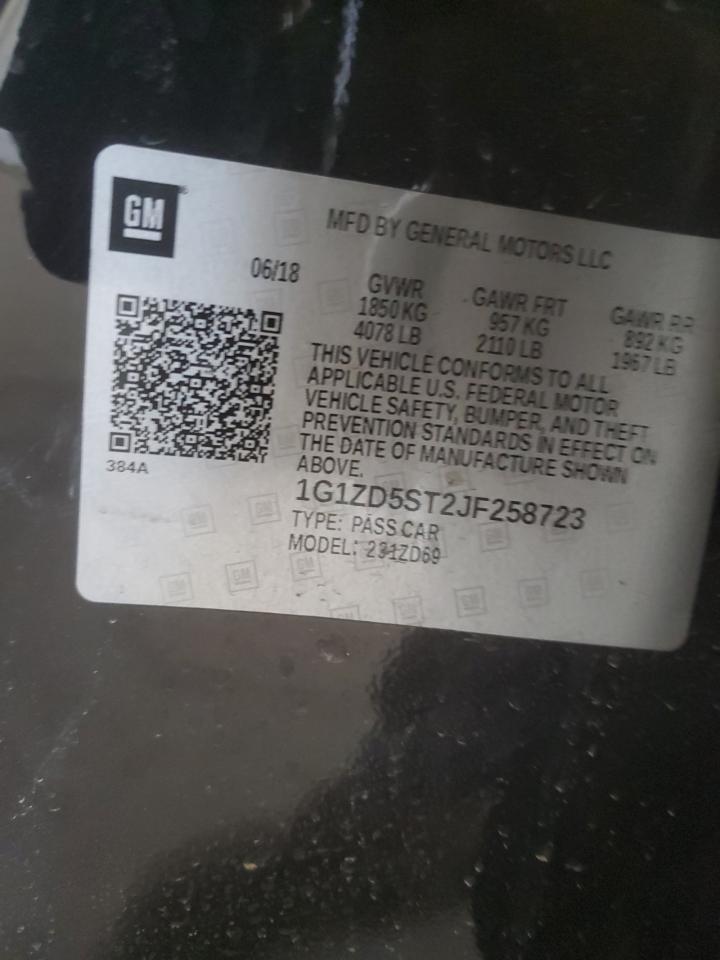 GM
MFD BY GENERAL MOTORS LLC
06/18
GVWR GAWR FRT GAWR RR
1850 KG 957 KG 892 KG
4078 LB 2110 LB 1967 LB
THIS VEHICLE CONFORMS TO ALL
APPLICABLE U.S. FEDERAL MOTOR
VEHICLE SAFETY, BUMPER, AND THEFT
PREVENTION STANDARDS IN EFFECT ON
THE DATE OF MANUFACTURE SHOWN
ABOVE.
384A
1G1ZD5ST2JF258723
TYPE: PASS CAR
MODEL: 231ZD69